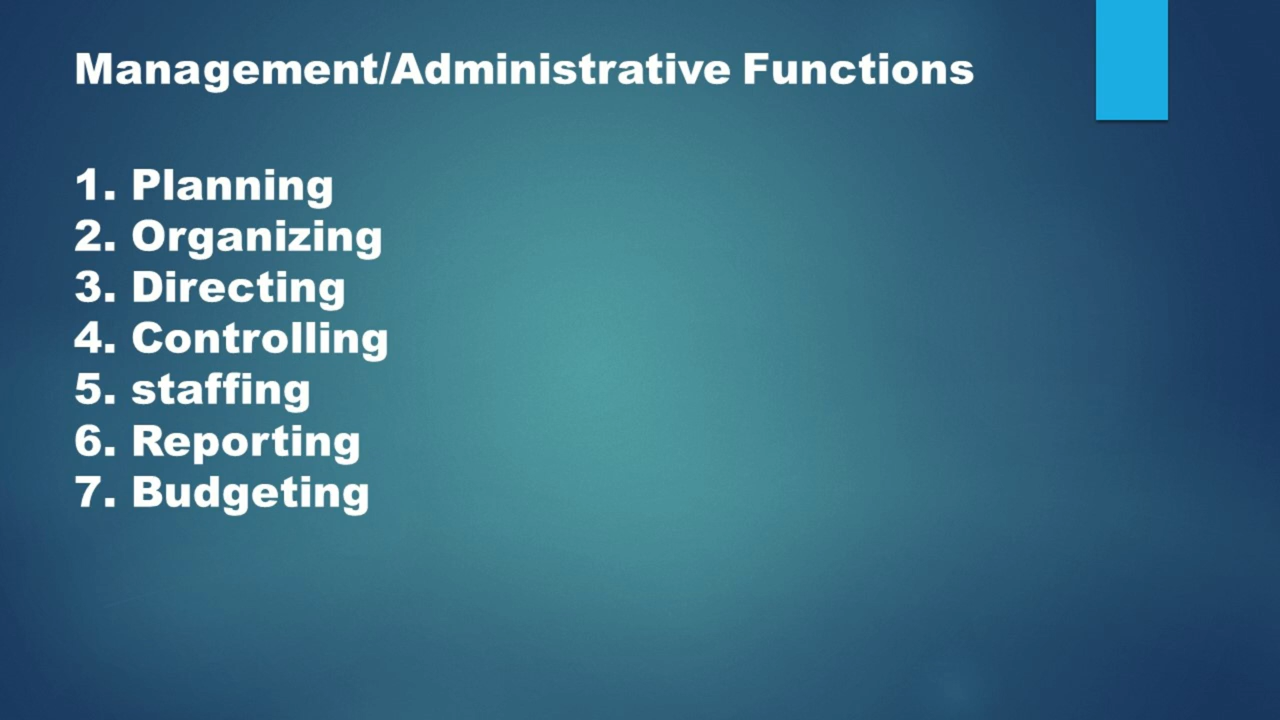 Management/Administrative Functions
1. Planning
2. Organizing
3. Directing
4. Controlling
5. staffing
6. Reporting
7. Budgeting